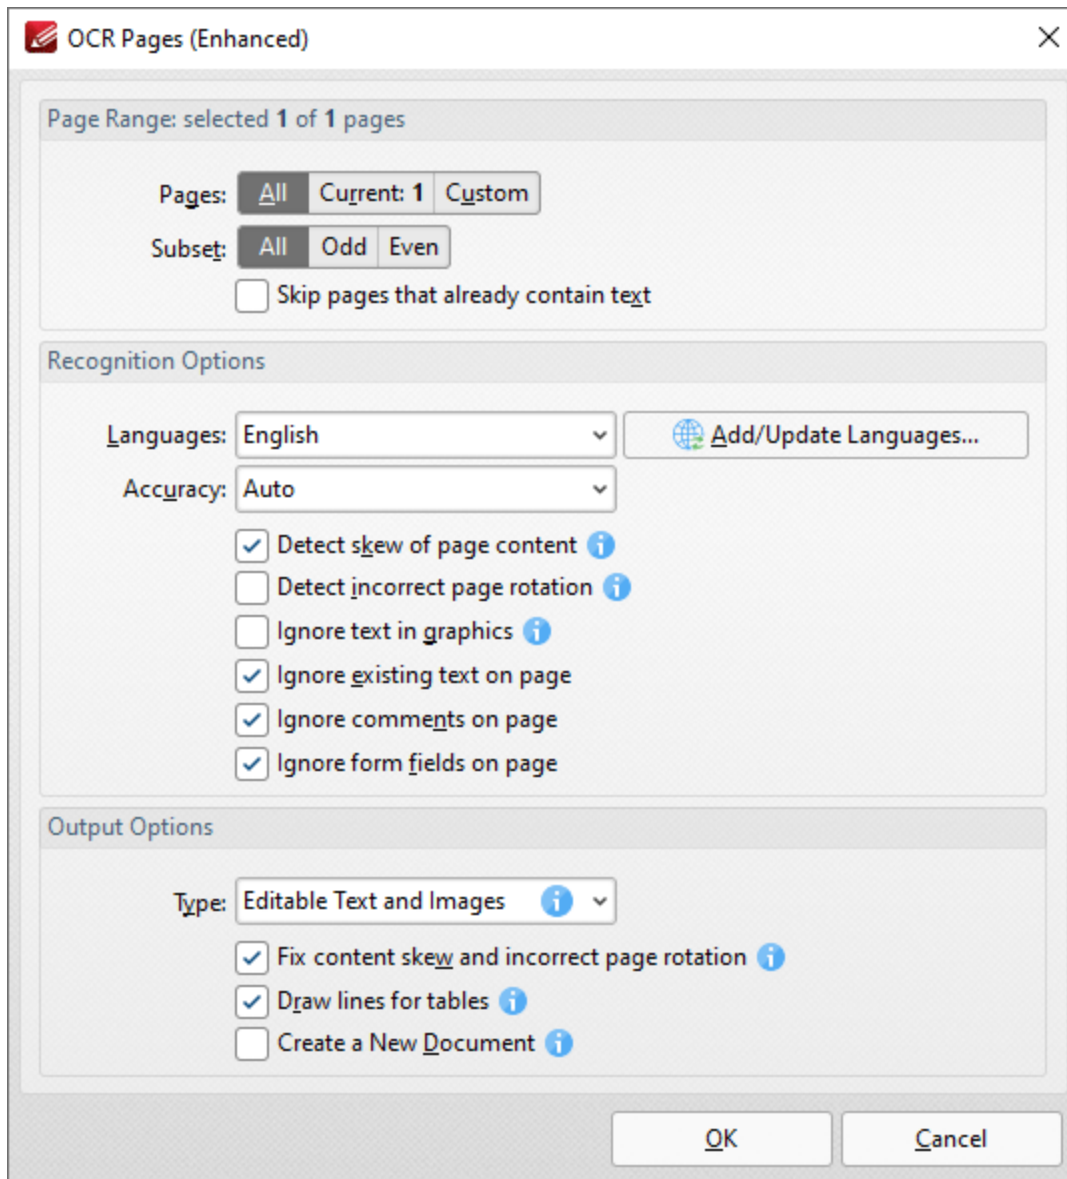 OCR Pages (Enhanced)
Page Range: selected 1 of 1 pages
Pages: All Current: 1 Custom
Subset: All Odd Even
Skip pages that already contain text
Recognition Options
Languages: English Add/Update Languages...
Accuracy: Auto
Detect skew of page content
Detect incorrect page rotation
Ignore text in graphics
Ignore existing text on page
Ignore comments on page
Ignore form fields on page
Output Options
Type: Editable Text and Images
Fix content skew and incorrect page rotation
Draw lines for tables
Create a New Document
OK Cancel